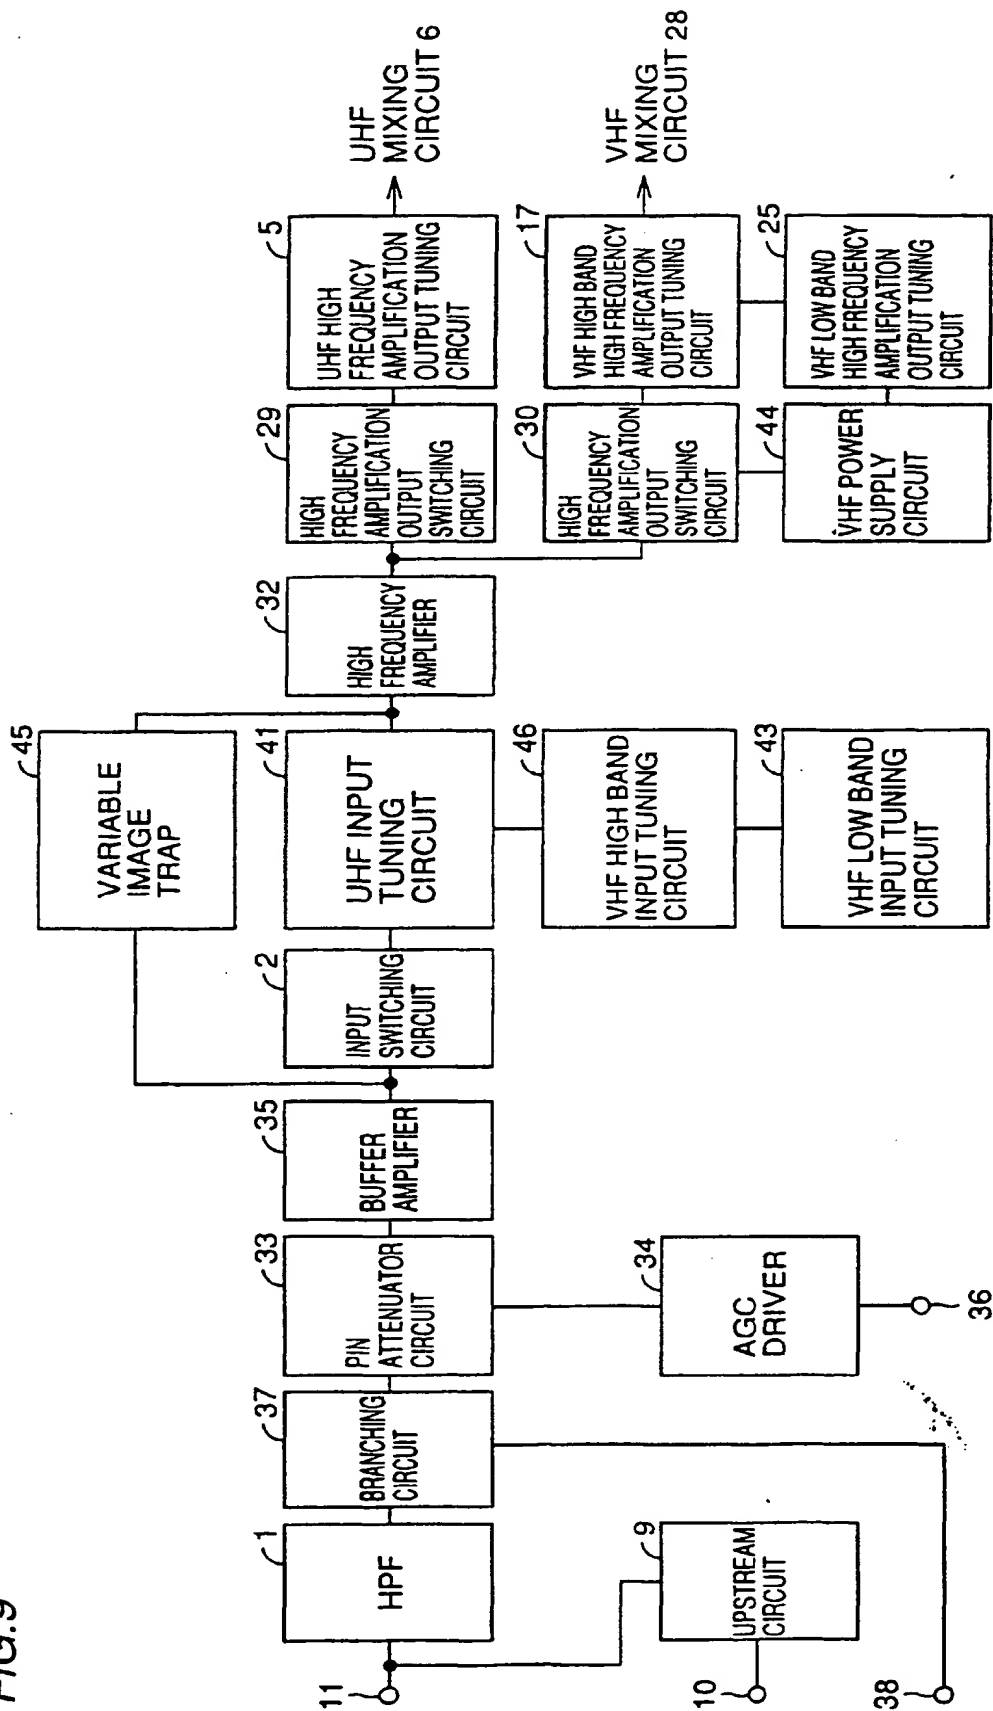 FIG.9
11
1
HPF
37
BRANCHING
CIRCUIT
33
PIN
ATTENUATOR
CIRCUIT
35
BUFFER
AMPLIFIER
2
INPUT
SWITCHING
CIRCUIT
45
VARIABLE
IMAGE
TRAP
41
UHF INPUT
TUNING
CIRCUIT
32
HIGH
FREQUENCY
AMPLIFIER
29
HIGH
FREQUENCY
AMPLIFICATION
OUTPUT
SWITCHING
CIRCUIT
5
UHF HIGH
FREQUENCY
AMPLIFICATION
OUTPUT TUNING
CIRCUIT
UHF
MIXING
CIRCUIT 6
46
VHF HIGH BAND
INPUT TUNING
CIRCUIT
30
HIGH
FREQUENCY
AMPLIFICATION
OUTPUT
SWITCHING
CIRCUIT
17
VHF HIGH BAND
HIGH FREQUENCY
AMPLIFICATION
OUTPUT TUNING
CIRCUIT
VHF
MIXING
CIRCUIT 28
10
9
UPSTREAM
CIRCUIT
34
AGC
DRIVER
36
43
VHF LOW BAND
INPUT TUNING
CIRCUIT
44
VHF POWER
SUPPLY
CIRCUIT
25
VHF LOW BAND
HIGH FREQUENCY
AMPLIFICATION
OUTPUT TUNING
CIRCUIT
38